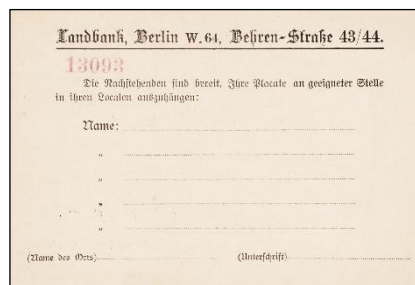 Landbank, Berlin W. 64, Behren-Straße 43/44.
13093
Die Nachstehenden sind bereit, Ihre Placate an geeigneter Stelle
in ihren Localen auszuhängen:
Name:
"
"
"
"
(Name des Orts) (Unterschrift)